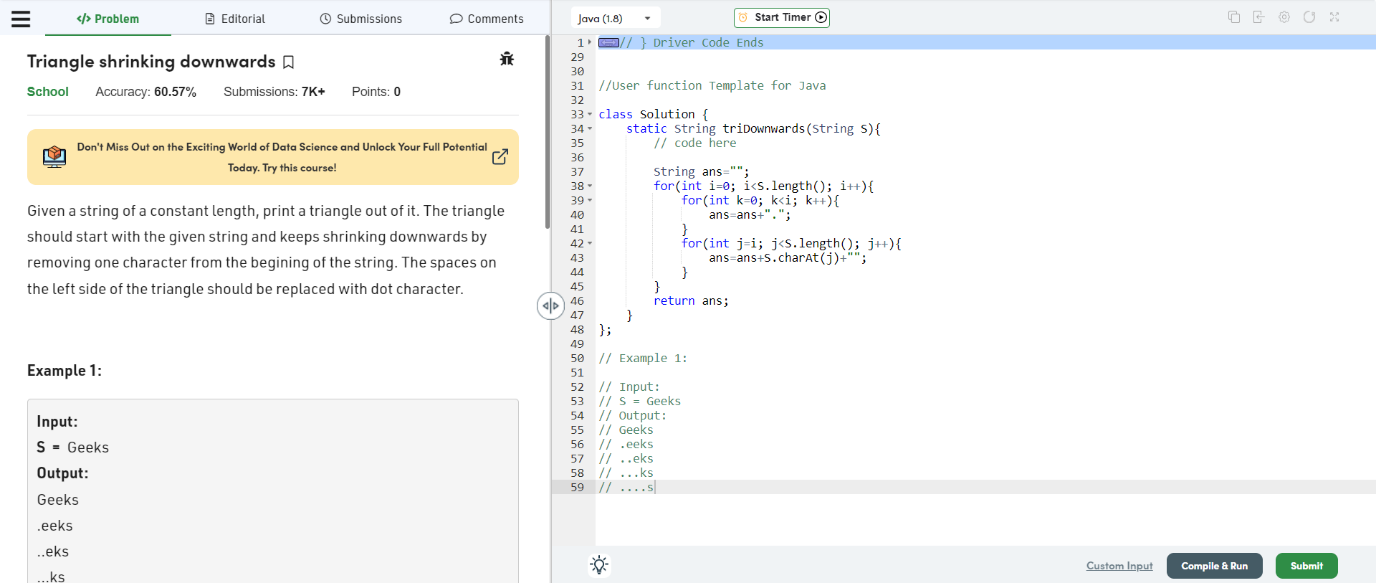 </> Problem
Editorial
Submissions
Comments
Triangle shrinking downwards
School Accuracy: 60.57% Submissions: 7K+ Points: 0
Don't Miss Out on the Exciting World of Data Science and Unlock Your Full Potential
Today. Try this course!
Given a string of a constant length, print a triangle out of it. The triangle
should start with the given string and keeps shrinking downwards by
removing one character from the begining of the string. The spaces on
the left side of the triangle should be replaced with dot character.
Example 1:
Input:
S = Geeks
Output:
Geeks
.eeks
..eks
...ks
Java (1.8)
Start Timer
1 // } Driver Code Ends
29
30
31 //User function Template for Java
32
33 class Solution {
34 static String triDownwards(String S){
35 // code here
36
37 String ans="";
38 for(int i=0; i<S.length(); i++){
39 for(int k=0; k<i; k++){
40 ans=ans+".";
41 }
42 for(int j=i; j<S.length(); j++){
43 ans=ans+S.charAt(j)+"";
44 }
45 }
46 return ans;
47 }
48 };
49
50 // Example 1:
51
52 // Input:
53 // S = Geeks
54 // Output:
55 // Geeks
56 // .eeks
57 // ..eks
58 // ...ks
59 // ....s
Custom Input
Compile & Run
Submit